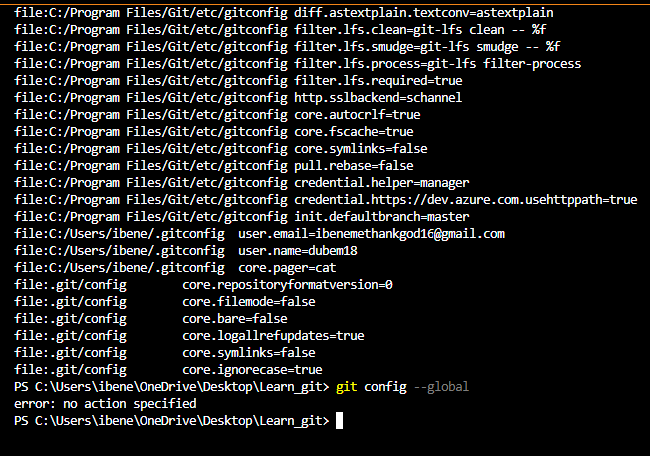 file:C:/Program Files/Git/etc/gitconfig diff.astextplain.textconv=astextplain
file:C:/Program Files/Git/etc/gitconfig filter.lfs.clean=git-lfs clean -- %f
file:C:/Program Files/Git/etc/gitconfig filter.lfs.smudge=git-lfs smudge -- %f
file:C:/Program Files/Git/etc/gitconfig filter.lfs.process=git-lfs filter-process
file:C:/Program Files/Git/etc/gitconfig filter.lfs.required=true
file:C:/Program Files/Git/etc/gitconfig http.sslbackend=schannel
file:C:/Program Files/Git/etc/gitconfig core.autocrlf=true
file:C:/Program Files/Git/etc/gitconfig core.fscache=true
file:C:/Program Files/Git/etc/gitconfig core.symlinks=false
file:C:/Program Files/Git/etc/gitconfig pull.rebase=false
file:C:/Program Files/Git/etc/gitconfig credential.helper=manager
file:C:/Program Files/Git/etc/gitconfig credential.https://dev.azure.com.usehttppath=true
file:C:/Program Files/Git/etc/gitconfig init.defaultbranch=master
file:C:/Users/ibene/.gitconfig  user.email=ibenemethankgod16@gmail.com
file:C:/Users/ibene/.gitconfig  user.name=dubem18
file:C:/Users/ibene/.gitconfig  core.pager=cat
file:.git/config        core.repositoryformatversion=0
file:.git/config        core.filemode=false
file:.git/config        core.bare=false
file:.git/config        core.logallrefupdates=true
file:.git/config        core.symlinks=false
file:.git/config        core.ignorecase=true
PS C:\Users\ibene\OneDrive\Desktop\Learn_git> git config --global
error: no action specified
PS C:\Users\ibene\OneDrive\Desktop\Learn_git>